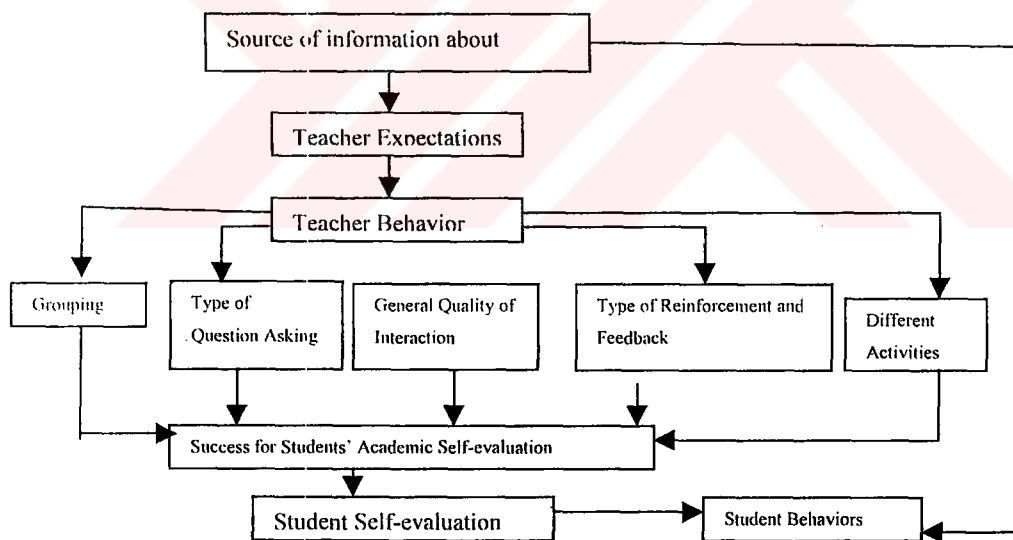 Source of information about
Teacher Expectations
Teacher Behavior
Grouping
Type of
Question Asking
General Quality of
Interaction
Type of Reinforcement and
Feedback
Different
Activities
Success for Students' Academic Self-evaluation
Student Self-evaluation
Student Behaviors